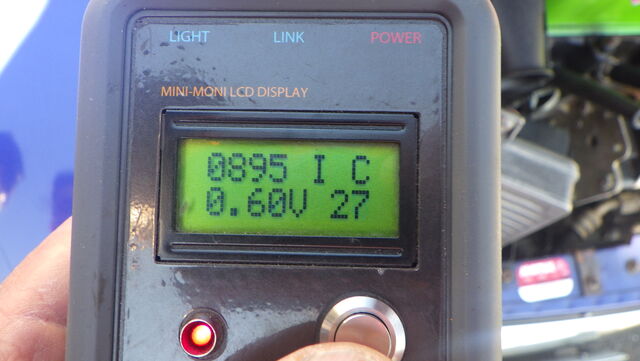 LIGHT LINK POWER
MINI-MONI LCD DISPLAY
0895 I C
0.60V 27